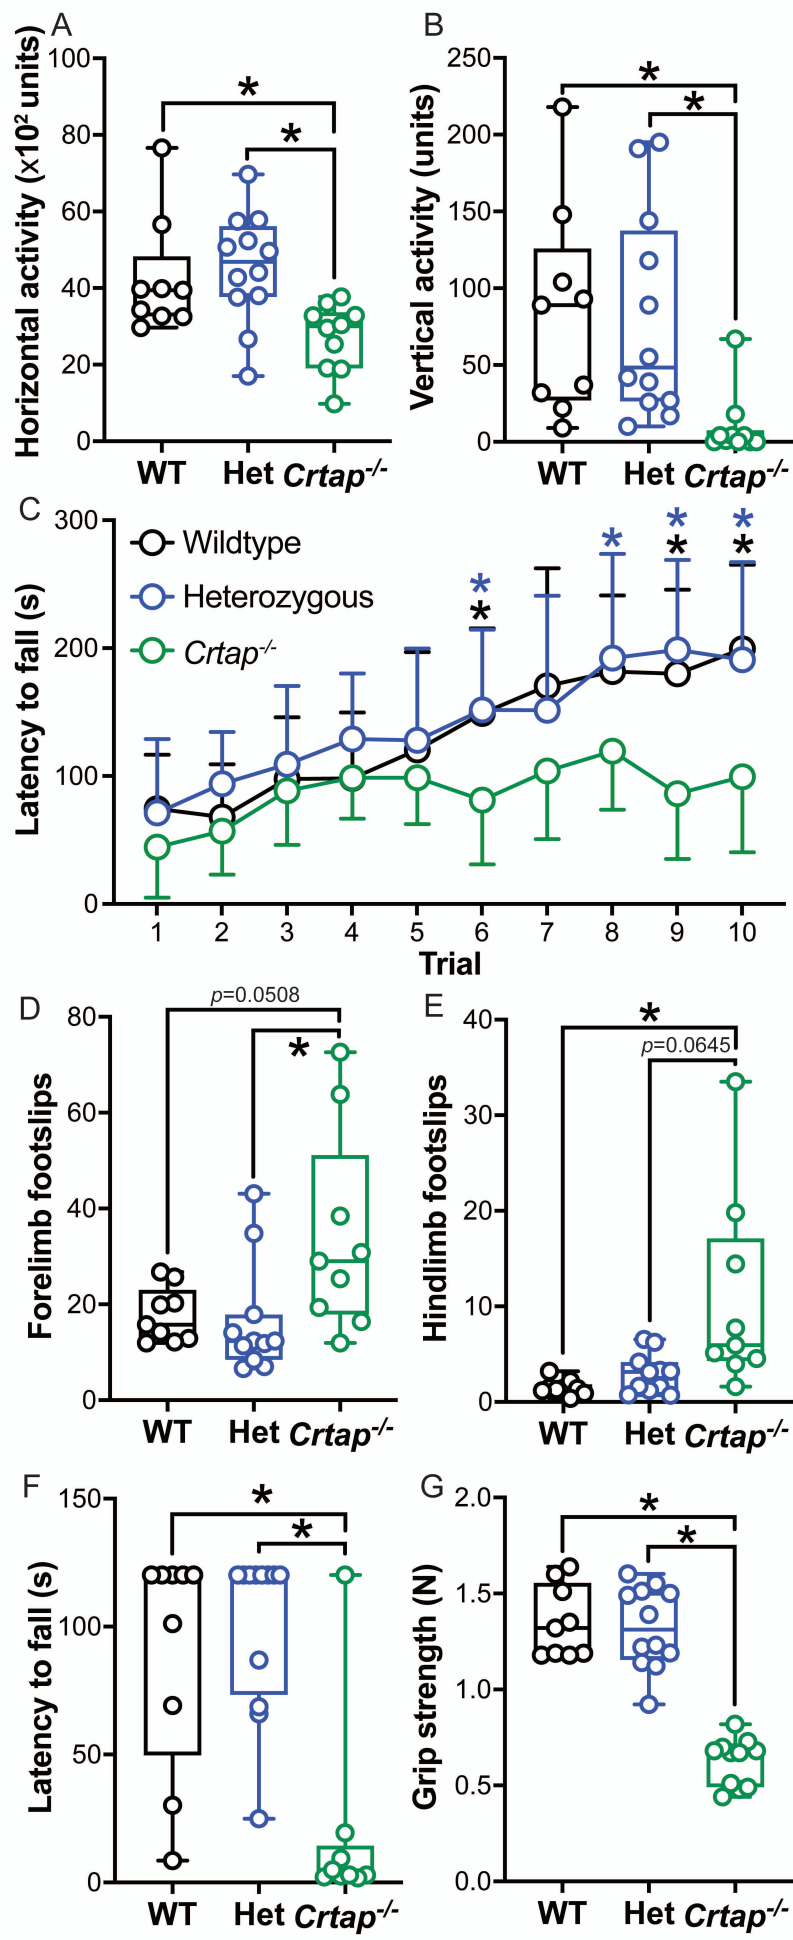 A
B
Horizontal activity (x10² units)
100
80
60
40
20
0
*
*
WT
Het
Crtap-/-
Vertical activity (units)
250
200
150
100
50
0
*
*
WT
Het
Crtap-/-
C
Latency to fall (s)
300
200
100
0
Wildtype
Heterozygous
Crtap-/-
*
*
*
*
*
*
*
1
2
3
4
5
6
7
8
9
10
Trial
D
Forelimb footslips
80
60
40
20
0
p=0.0508
*
WT
Het
Crtap-/-
E
Hindlimb footslips
40
30
20
10
0
*
p=0.0645
WT
Het
Crtap-/-
F
Latency to fall (s)
150
100
50
0
*
*
WT
Het
Crtap-/-
G
Grip strength (N)
2.0
1.5
1.0
0.5
0.0
*
*
WT
Het
Crtap-/-